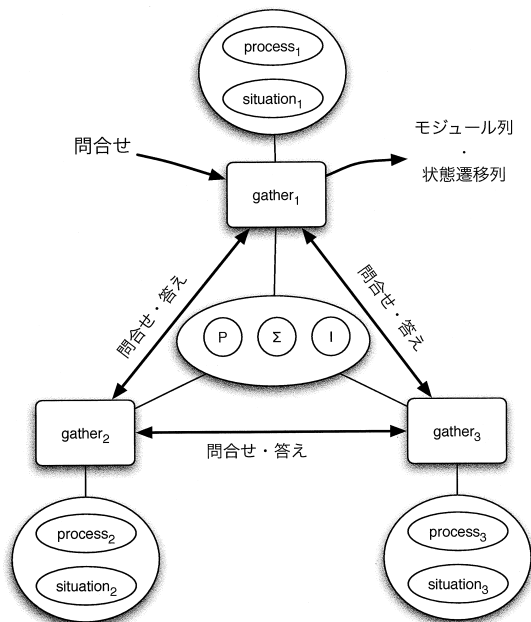 process₁
situation₁
問合せ
モジュール列
・
状態遷移列
gather₁
問合せ・答え
問合せ・答え
P
Σ
I
gather₂
gather₃
問合せ・答え
process₂
situation₂
process₃
situation₃